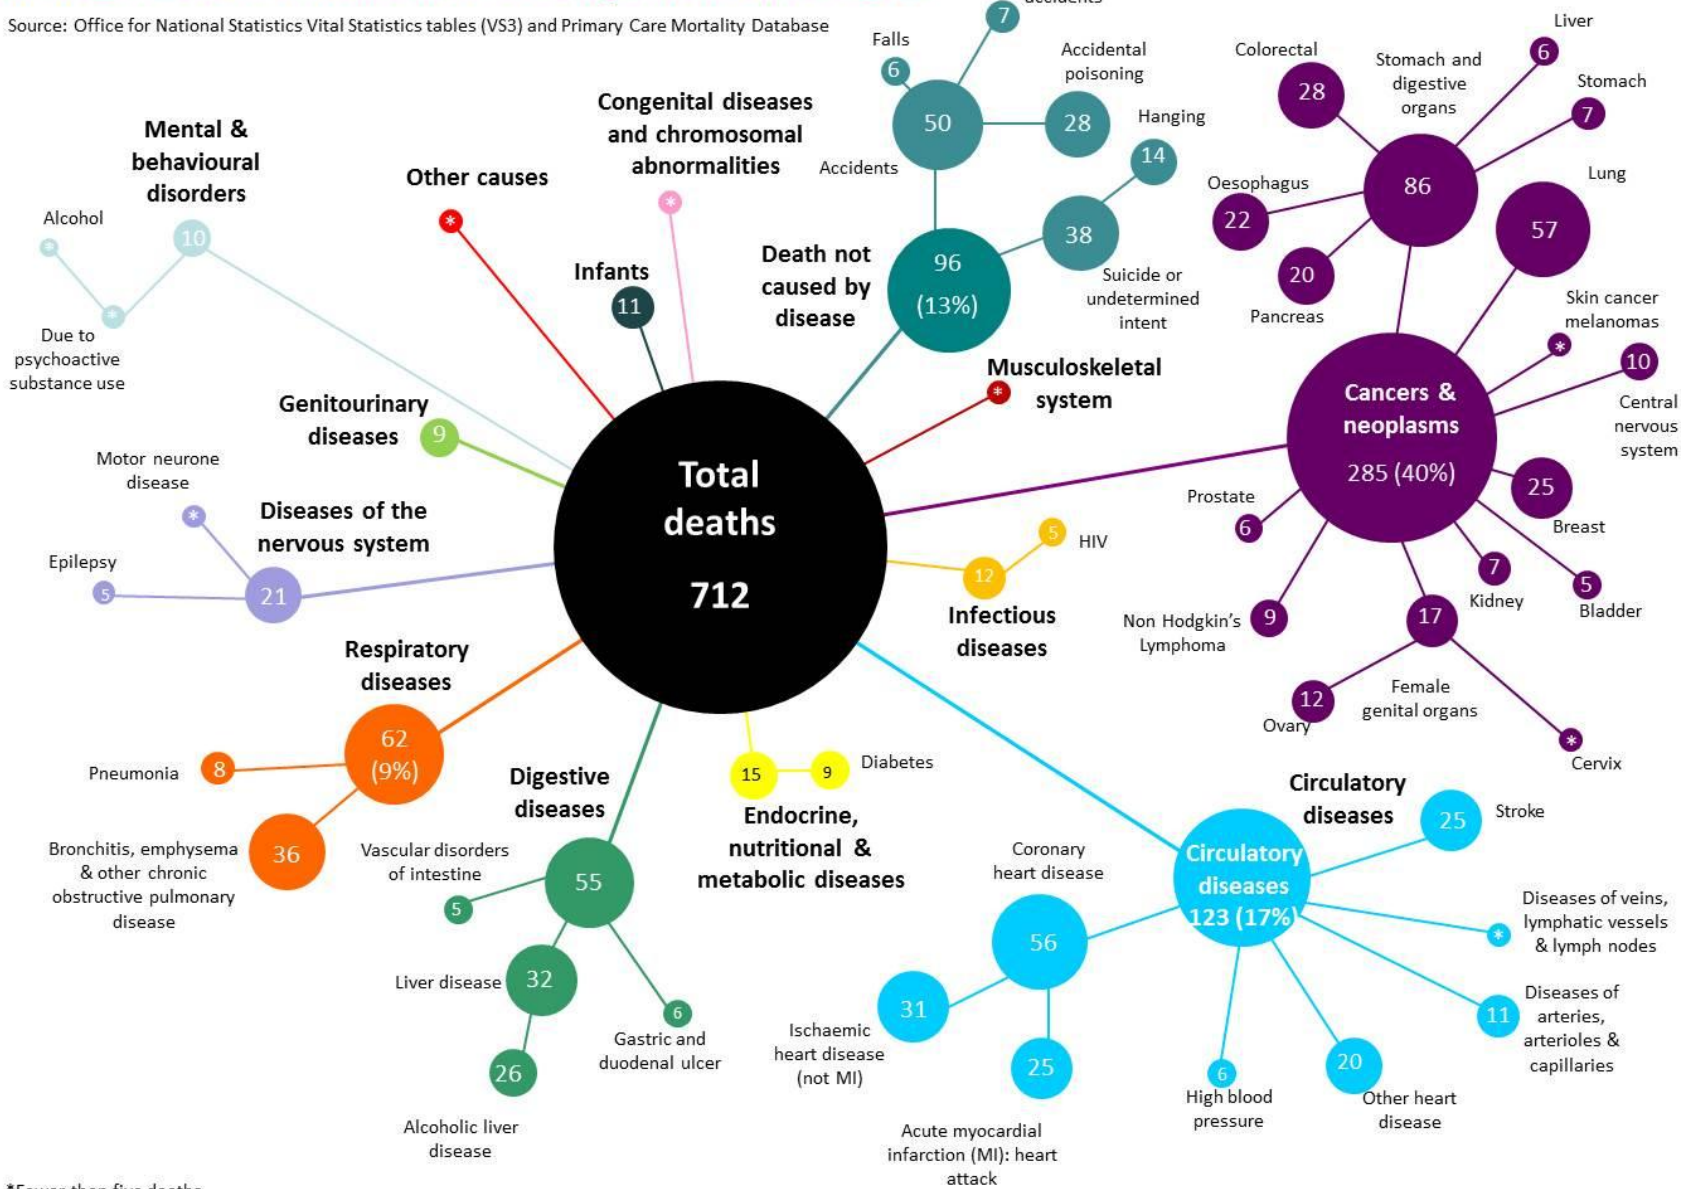 Source: Office for National Statistics Vital Statistics tables (VS3) and Primary Care Mortality Database
accidents
7
Falls
6
50
Accidents
Accidental
poisoning
28
Hanging
14
38
Suicide or
undetermined
intent
Death not
caused by
disease
96
(13%)
Congenital diseases
and chromosomal
abnormalities
*
Other causes
*
Infants
11
Mental &
behavioural
disorders
10
Alcohol
*
*
Due to
psychoactive
substance use
Genitourinary
diseases
9
Motor neurone
disease
*
Diseases of the
nervous system
21
Epilepsy
5
Total
deaths
712
Musculoskeletal
system
*
Colorectal
28
Stomach and
digestive
organs
86
Liver
6
Stomach
7
Lung
57
Oesophagus
22
20
Pancreas
Skin cancer
melanomas
*
10
Central
nervous
system
Cancers &
neoplasms
285 (40%)
25
Breast
Prostate
6
7
Kidney
5
Bladder
Non Hodgkin's
Lymphoma
9
17
Female
genital organs
12
Ovary
*
Cervix
5
HIV
12
Infectious
diseases
Respiratory
diseases
62
(9%)
Pneumonia
8
Bronchitis, emphysema
& other chronic
obstructive pulmonary
disease
36
Digestive
diseases
55
Vascular disorders
of intestine
5
Liver disease
32
26
Alcoholic liver
disease
6
Gastric and
duodenal ulcer
15
9
Diabetes
Endocrine,
nutritional &
metabolic diseases
Circulatory
diseases
Circulatory
diseases
123 (17%)
25
Stroke
Coronary
heart disease
56
31
Ischaemic
heart disease
(not MI)
25
Acute myocardial
infarction (MI): heart
attack
6
High blood
pressure
20
Other heart
disease
11
Diseases of
arteries,
arterioles &
capillaries
*
Diseases of veins,
lymphatic vessels
& lymph nodes
*Fewer than five deaths